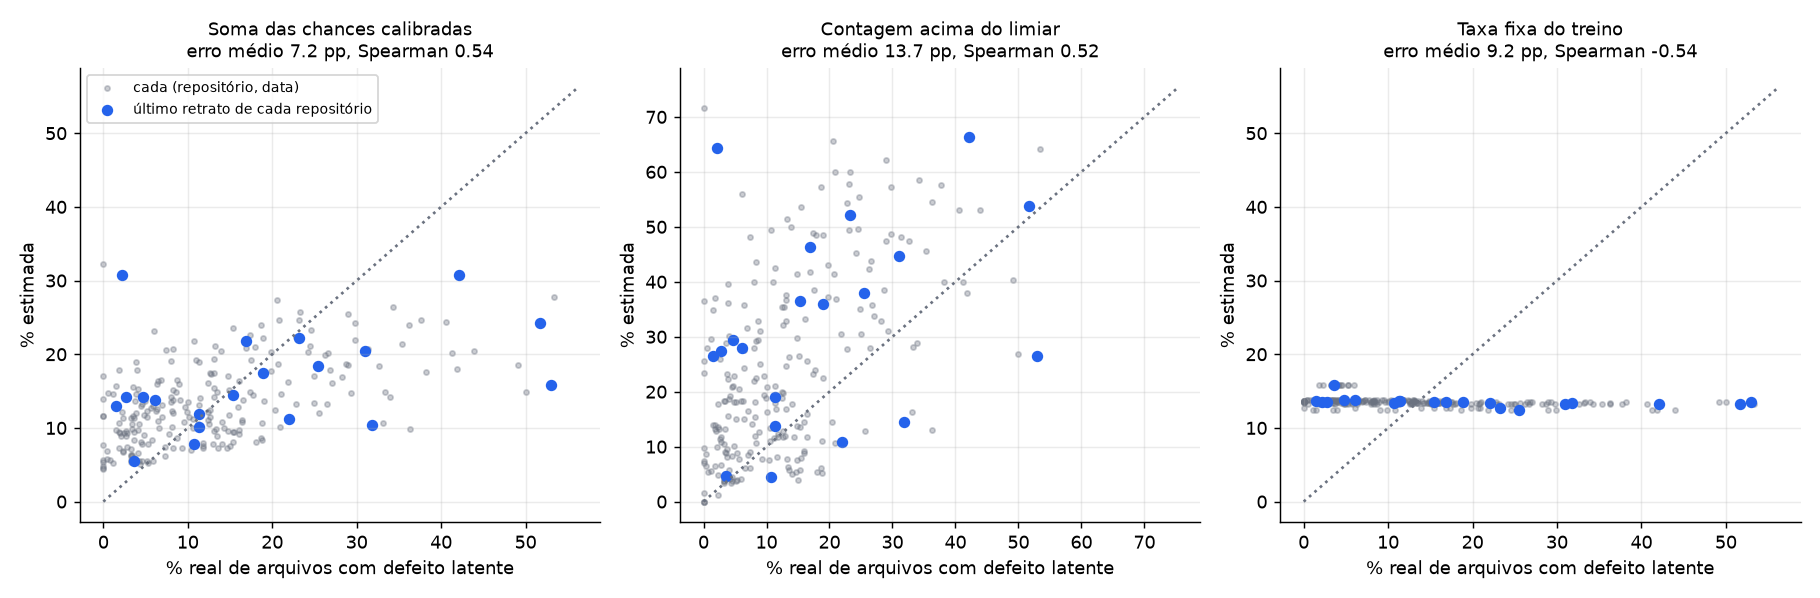 Soma das chances calibradas
erro médio 7.2 pp, Spearman 0.54
cada (repositório, data)
último retrato de cada repositório
50
40
30
20
10
0
% estimada
0 10 20 30 40 50
% real de arquivos com defeito latente
Contagem acima do limiar
erro médio 13.7 pp, Spearman 0.52
70
60
50
40
30
20
10
0
% estimada
0 10 20 30 40 50 60 70
% real de arquivos com defeito latente
Taxa fixa do treino
erro médio 9.2 pp, Spearman -0.54
50
40
30
20
10
0
% estimada
0 10 20 30 40 50
% real de arquivos com defeito latente